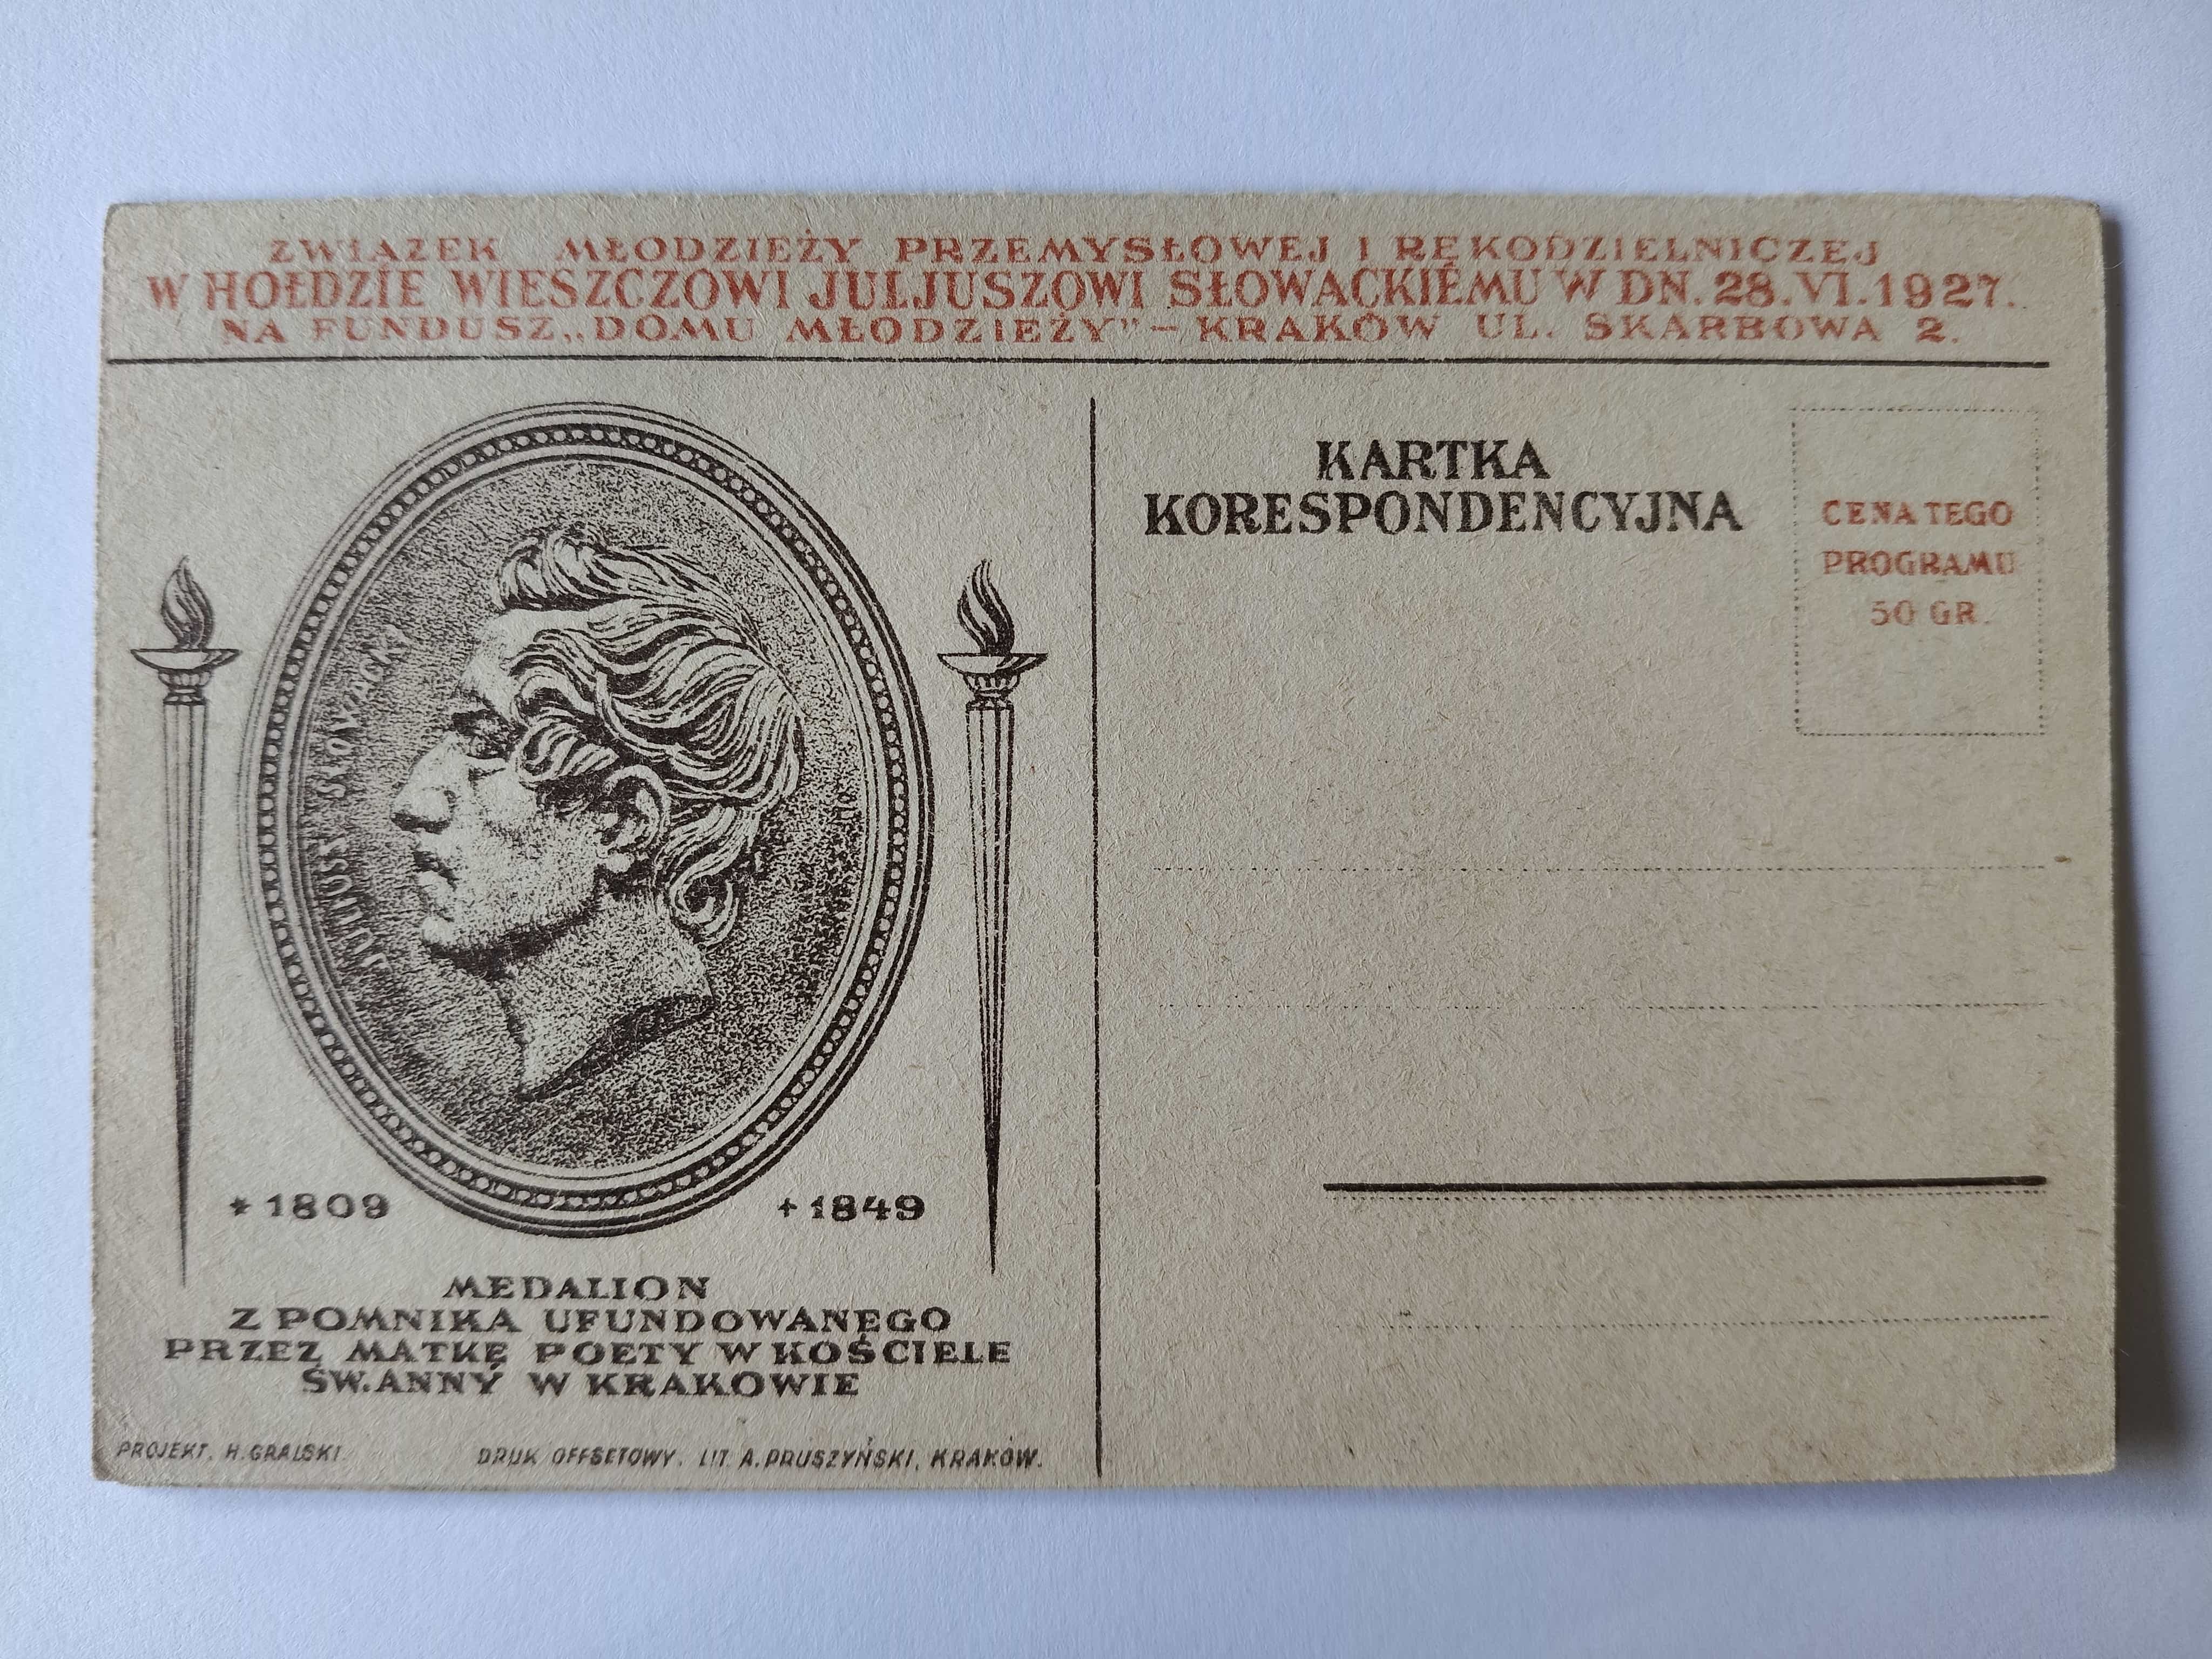 ZWIĄZEK MŁODZIEŻY PRZEMYSŁOWEJ I RĘKODZIELNICZEJ
W HOŁDZIE WIESZCZOWI JULJUSZOWI SŁOWACKIEMU W DN. 28.VI.1927.
NA FUNDUSZ „DOMU MŁODZIEŻY” – KRAKÓW UL. SKARBOWA 2.
JULIUSZ SŁOWACKI
* 1809
+ 1849
MEDALION
Z POMNIKA UFUNDOWANEGO
PRZEZ MATKĘ POETY W KOŚCIELE
ŚW. ANNY W KRAKOWIE
PROJEKT. H. GRALSKI.
DRUK OFFSETOWY. LIT. A. PRUSZYŃSKI, KRAKÓW.
KARTKA
KORESPONDENCYJNA
CENA TEGO
PROGRAMU
50 GR.